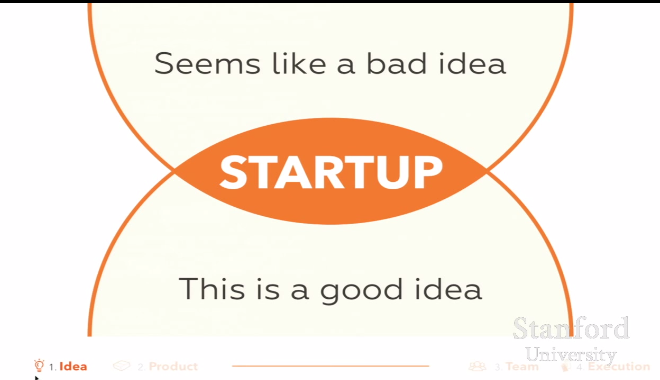 Seems like a bad idea
STARTUP
This is a good idea
Stanford
University
1. Idea 2. Product 3. Team 4. Execution